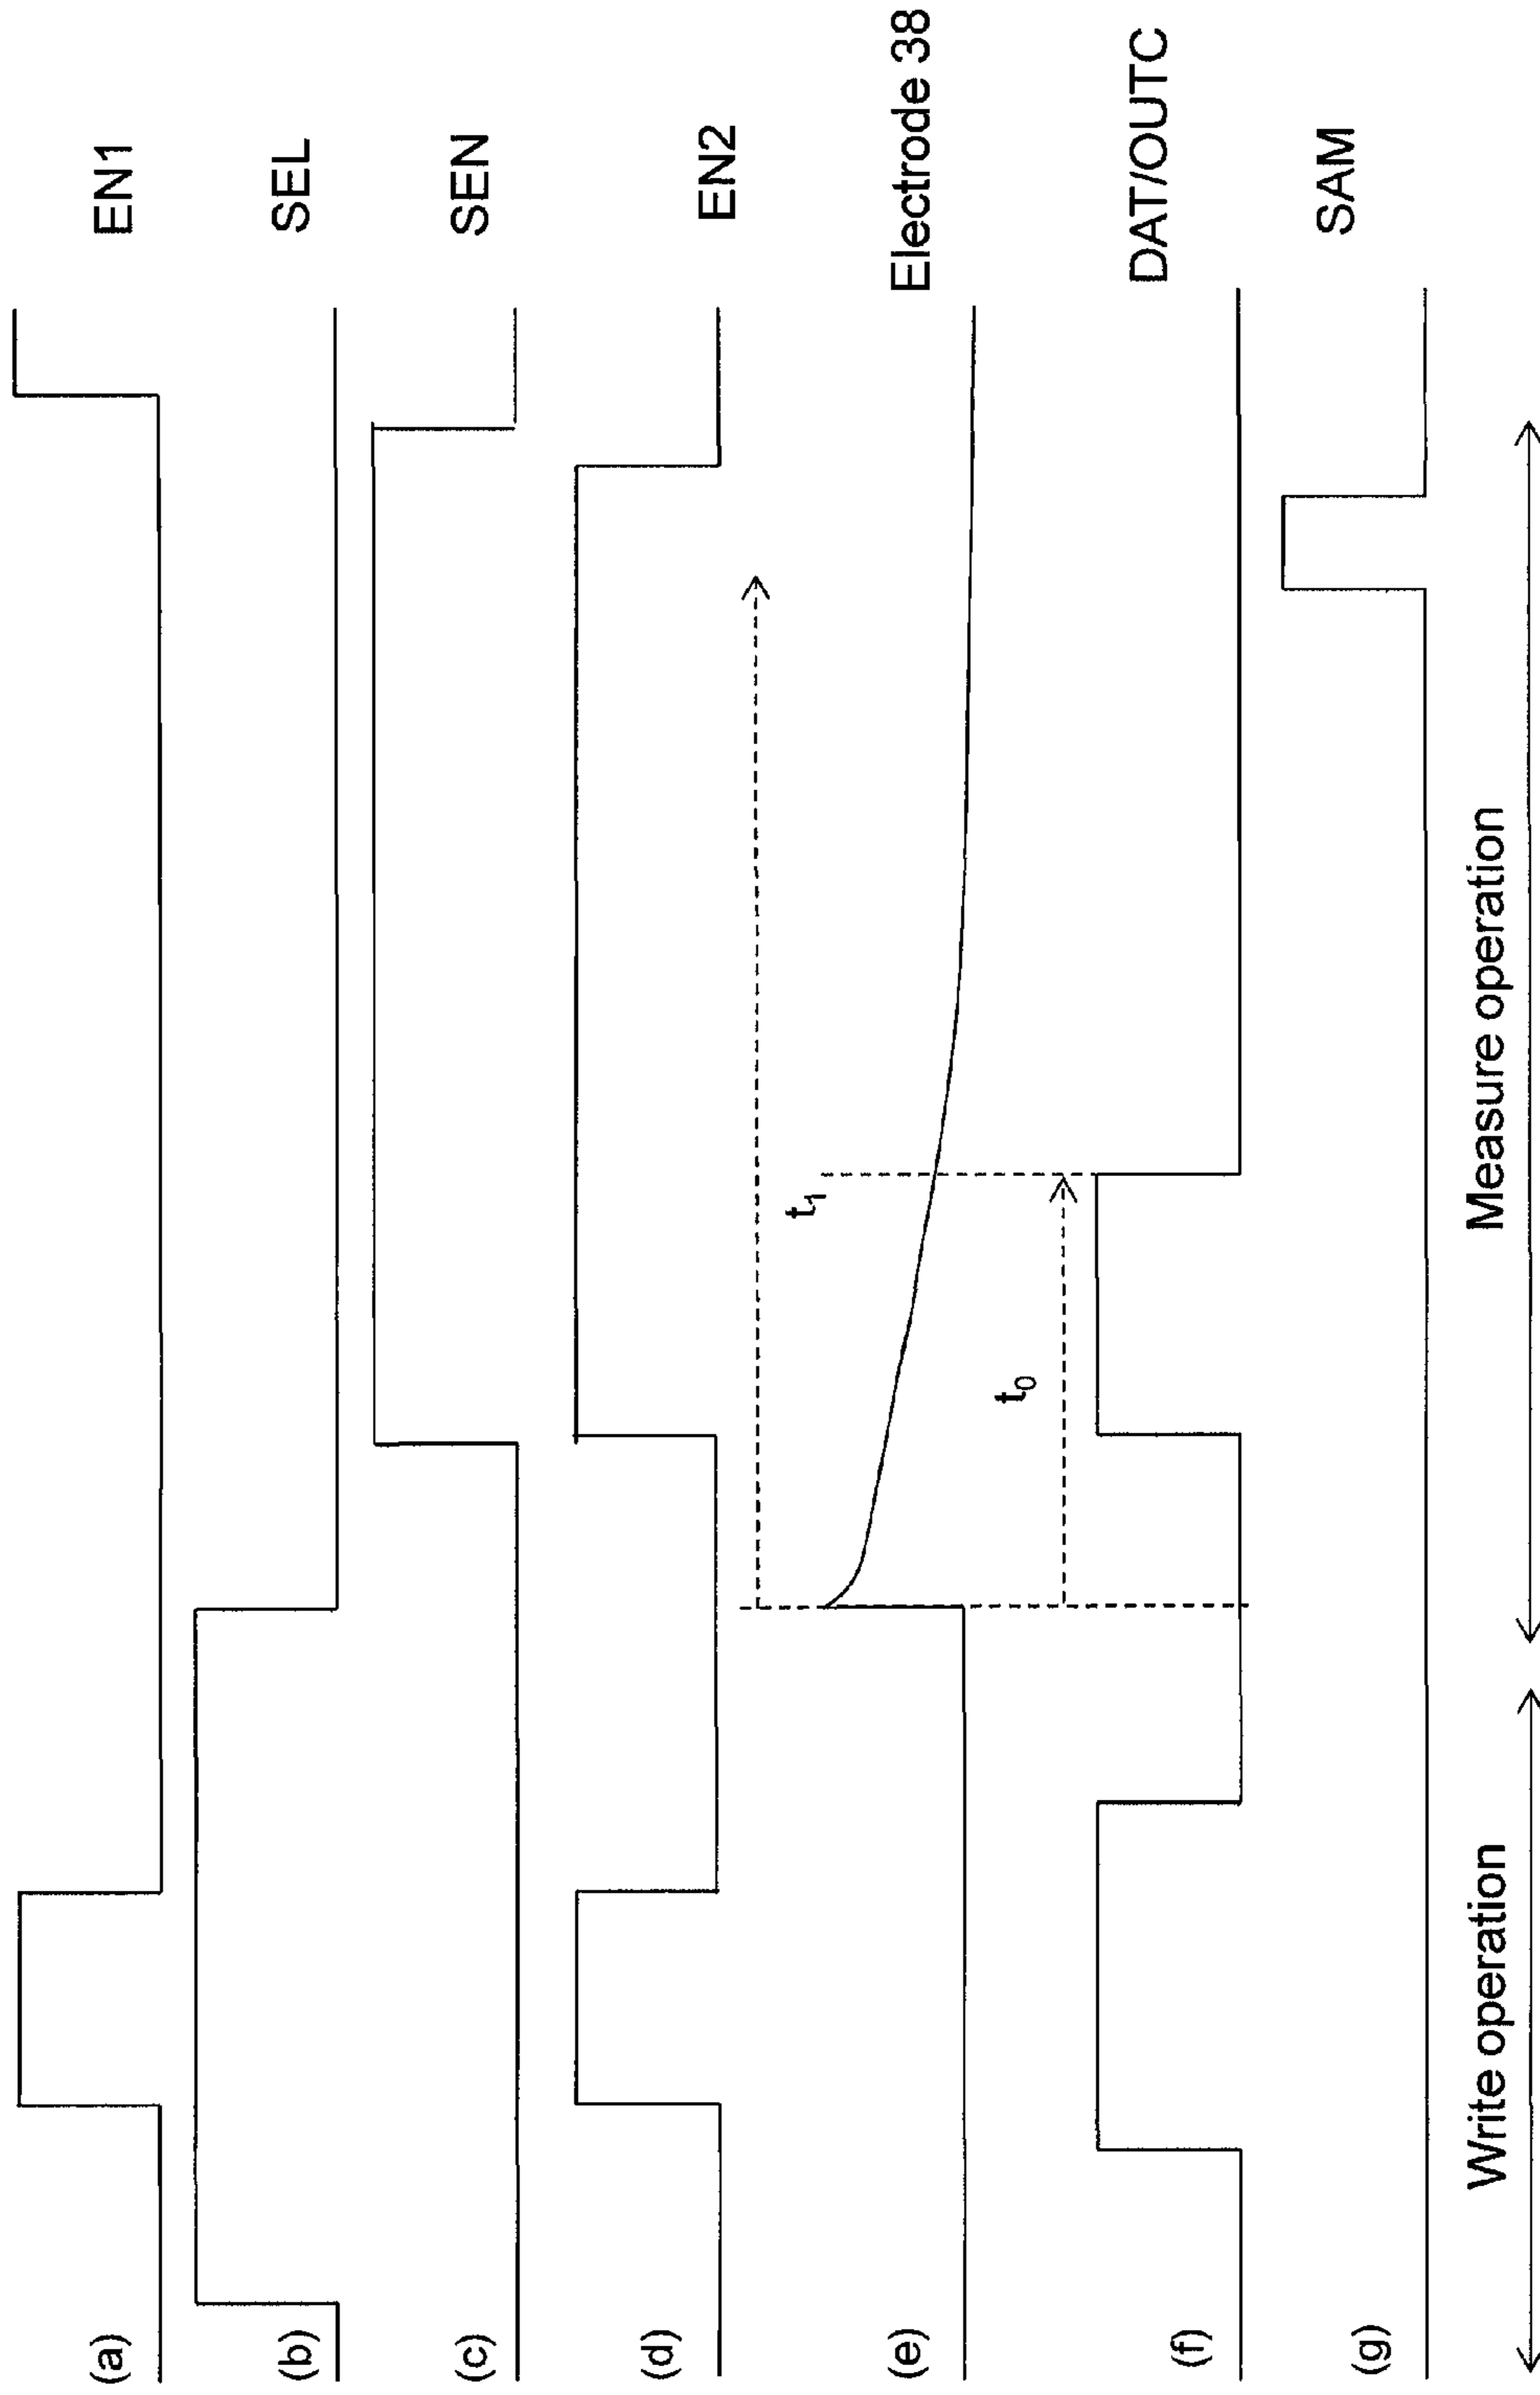 (a) EN1
(b) SEL
(c) SEN
(d) EN2
t1
(e) Electrode 38
t0
(f) DAT/OUTC
(g) SAM
Write operation Measure operation